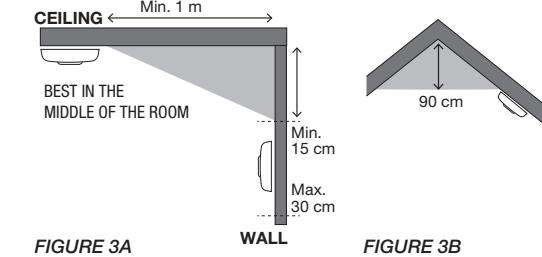 Min. 1 m
CEILING
BEST IN THE
MIDDLE OF THE ROOM
Min.
15 cm
Max.
30 cm
WALL
FIGURE 3A
90 cm
FIGURE 3B